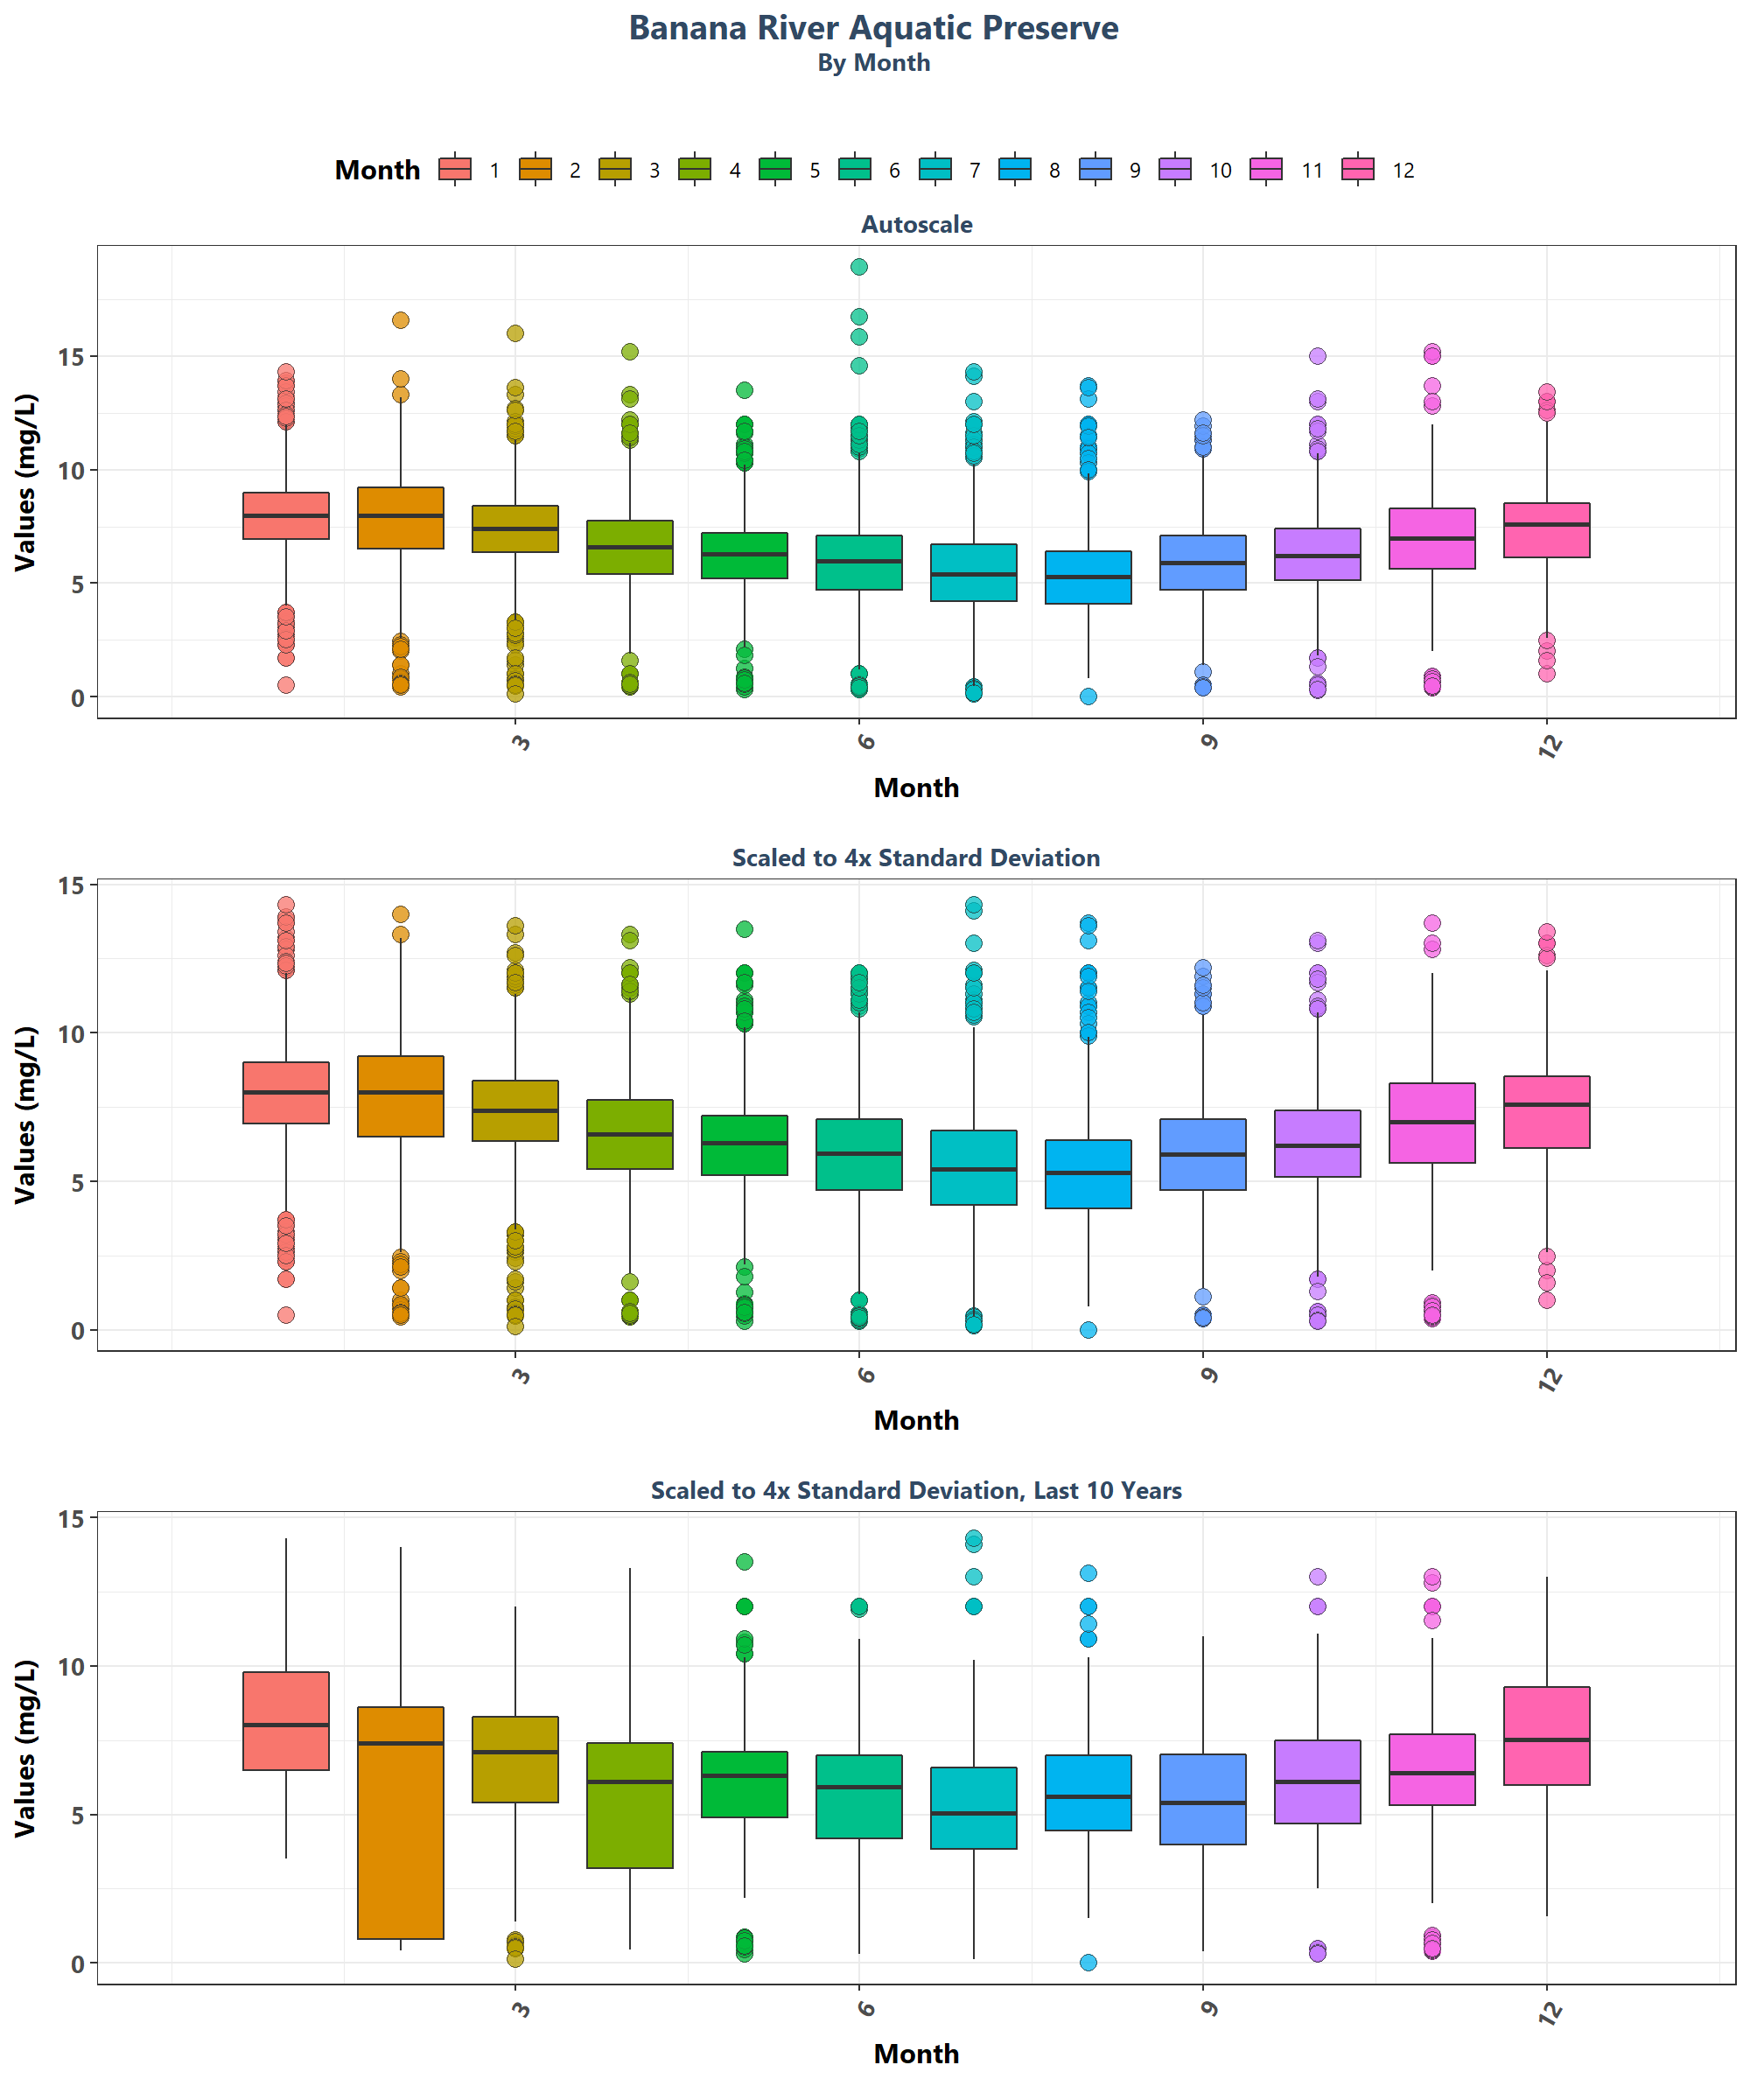 Banana River Aquatic Preserve
By Month
Month 1 2 3 4 5 6 7 8 9 10 11 12
Autoscale
Values (mg/L)
15
10
5
0
3 6 9 12
Month
Scaled to 4x Standard Deviation
Values (mg/L)
15
10
5
0
3 6 9 12
Month
Scaled to 4x Standard Deviation, Last 10 Years
Values (mg/L)
15
10
5
0
3 6 9 12
Month